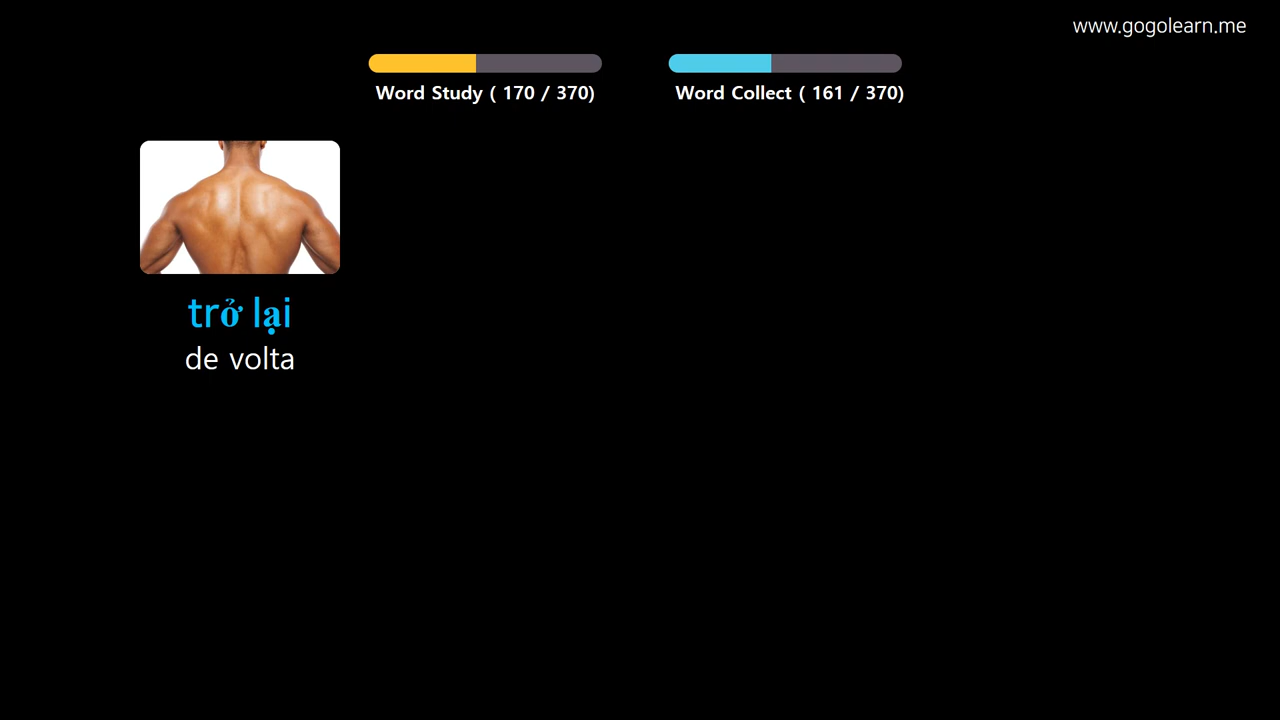 www.gogolearn.me
Word Study ( 170 / 370)
Word Collect ( 161 / 370)
trở lại
de volta